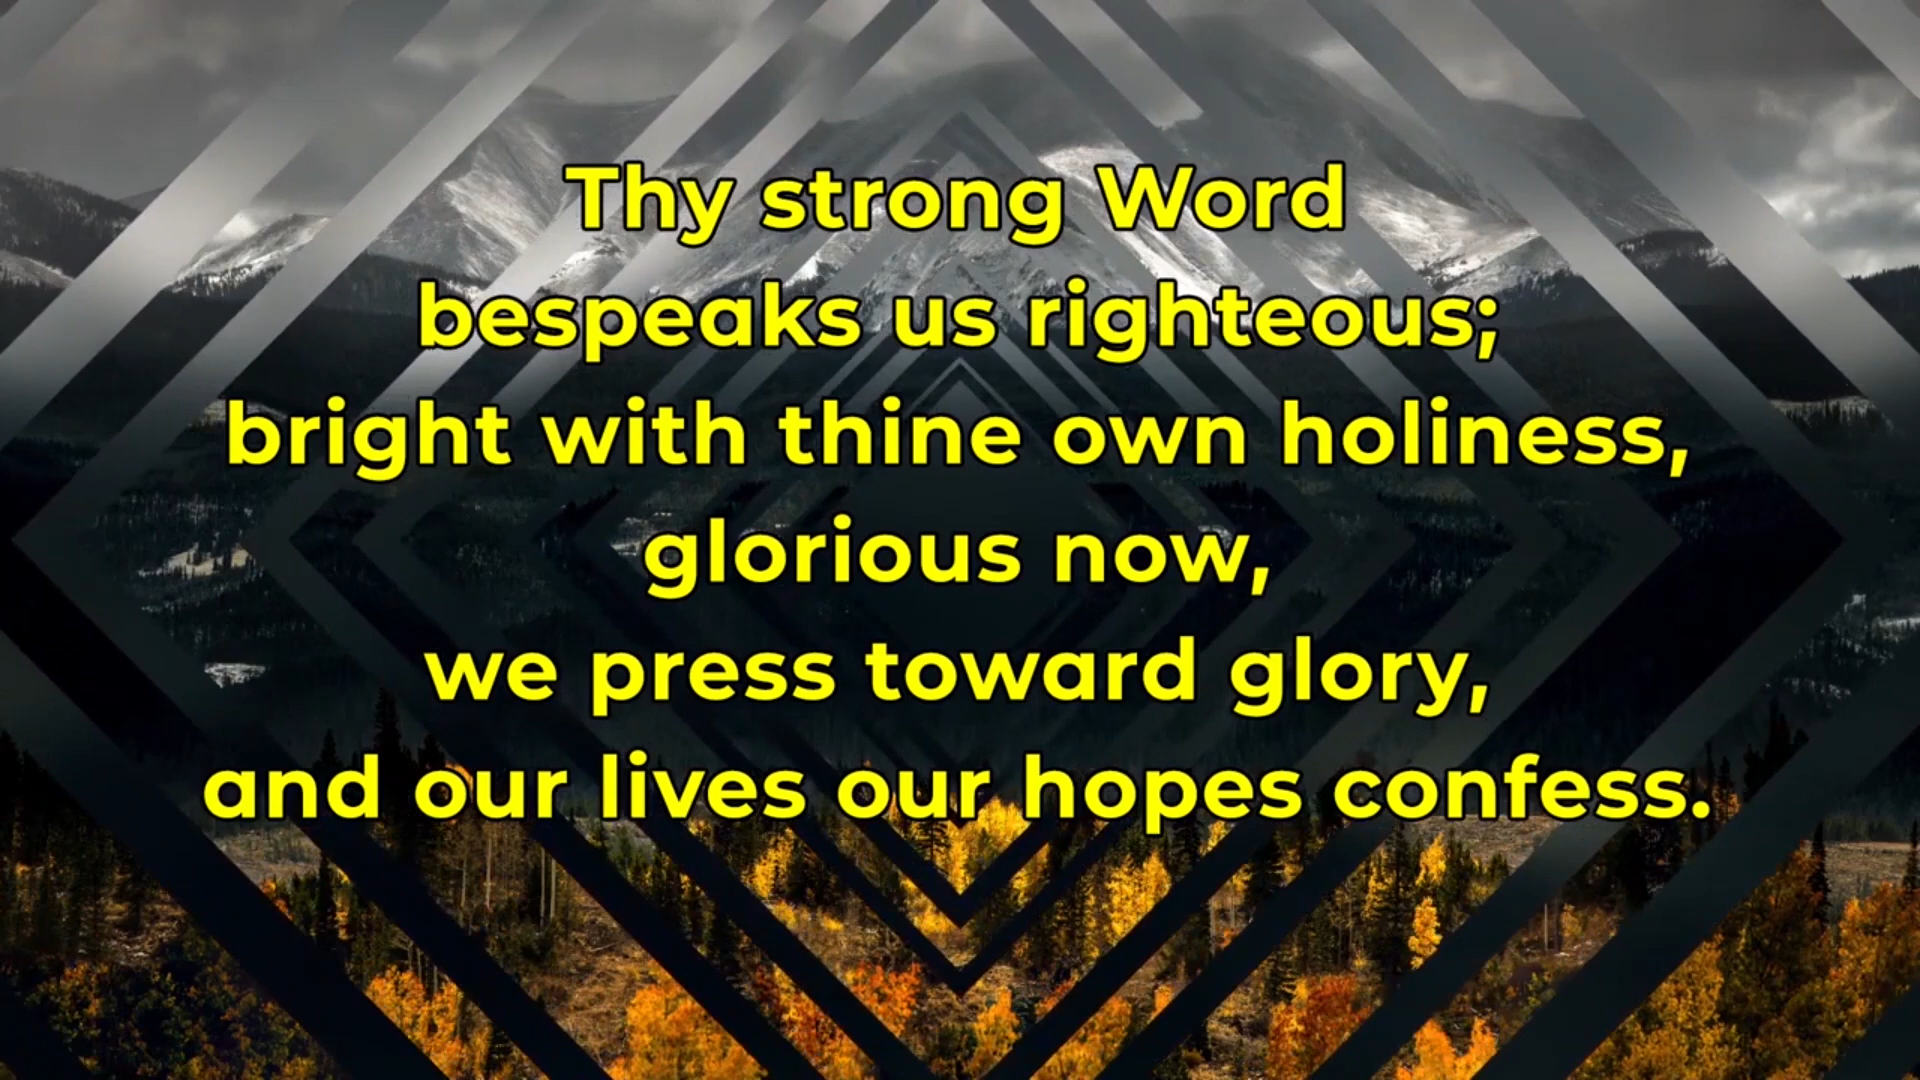 Thy strong Word
bespeaks us righteous;
bright with thine own holiness,
glorious now,
we press toward glory,
and our lives our hopes confess.